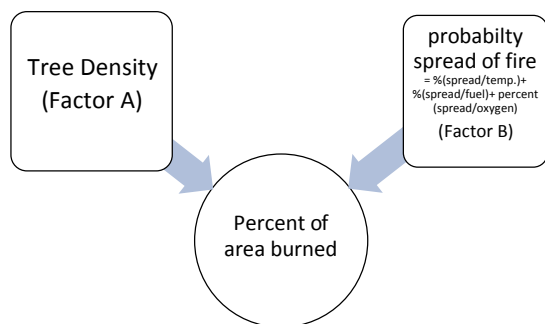 Tree Density
(Factor A)
probabilty
spread of fire
= %(spread/temp.)+
%(spread/fuel)+ percent
(spread/oxygen)
(Factor B)
Percent of
area burned